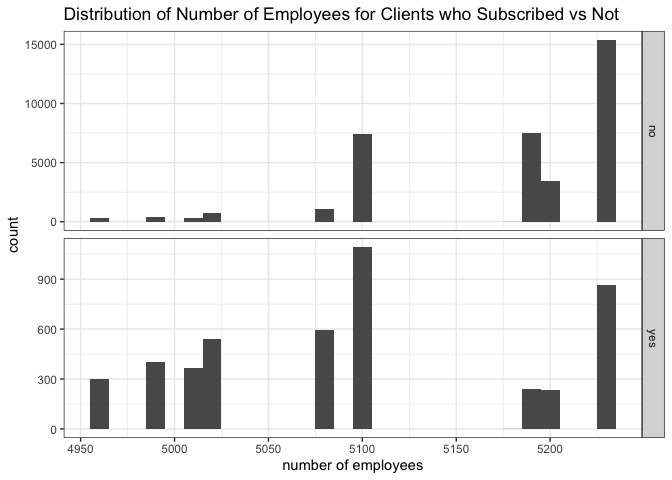 Distribution of Number of Employees for Clients who Subscribed vs Not
15000
10000
5000
0
no
count
900
600
300
0
yes
4950 5000 5050 5100 5150 5200
number of employees